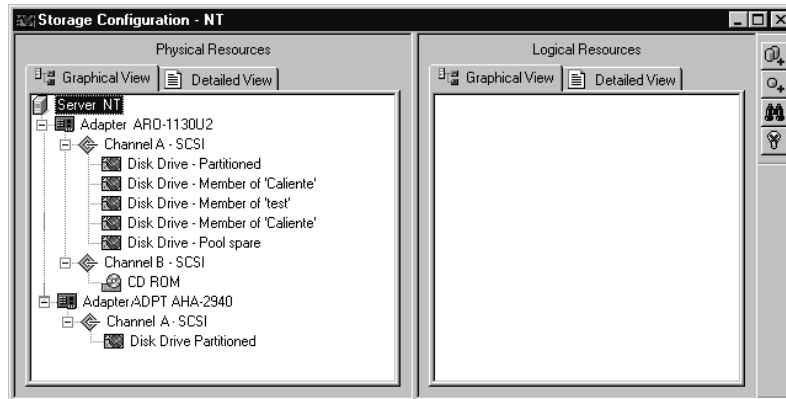 Storage Configuration - NT
Physical Resources
Graphical View
Detailed View
Server NT
Adapter ARO-1130U2
Channel A - SCSI
Disk Drive - Partitioned
Disk Drive - Member of 'Caliente'
Disk Drive - Member of 'test'
Disk Drive - Member of 'Caliente'
Disk Drive - Pool spare
Channel B - SCSI
CD ROM
Adapter ADPT AHA-2940
Channel A - SCSI
Disk Drive Partitioned
Logical Resources
Graphical View
Detailed View